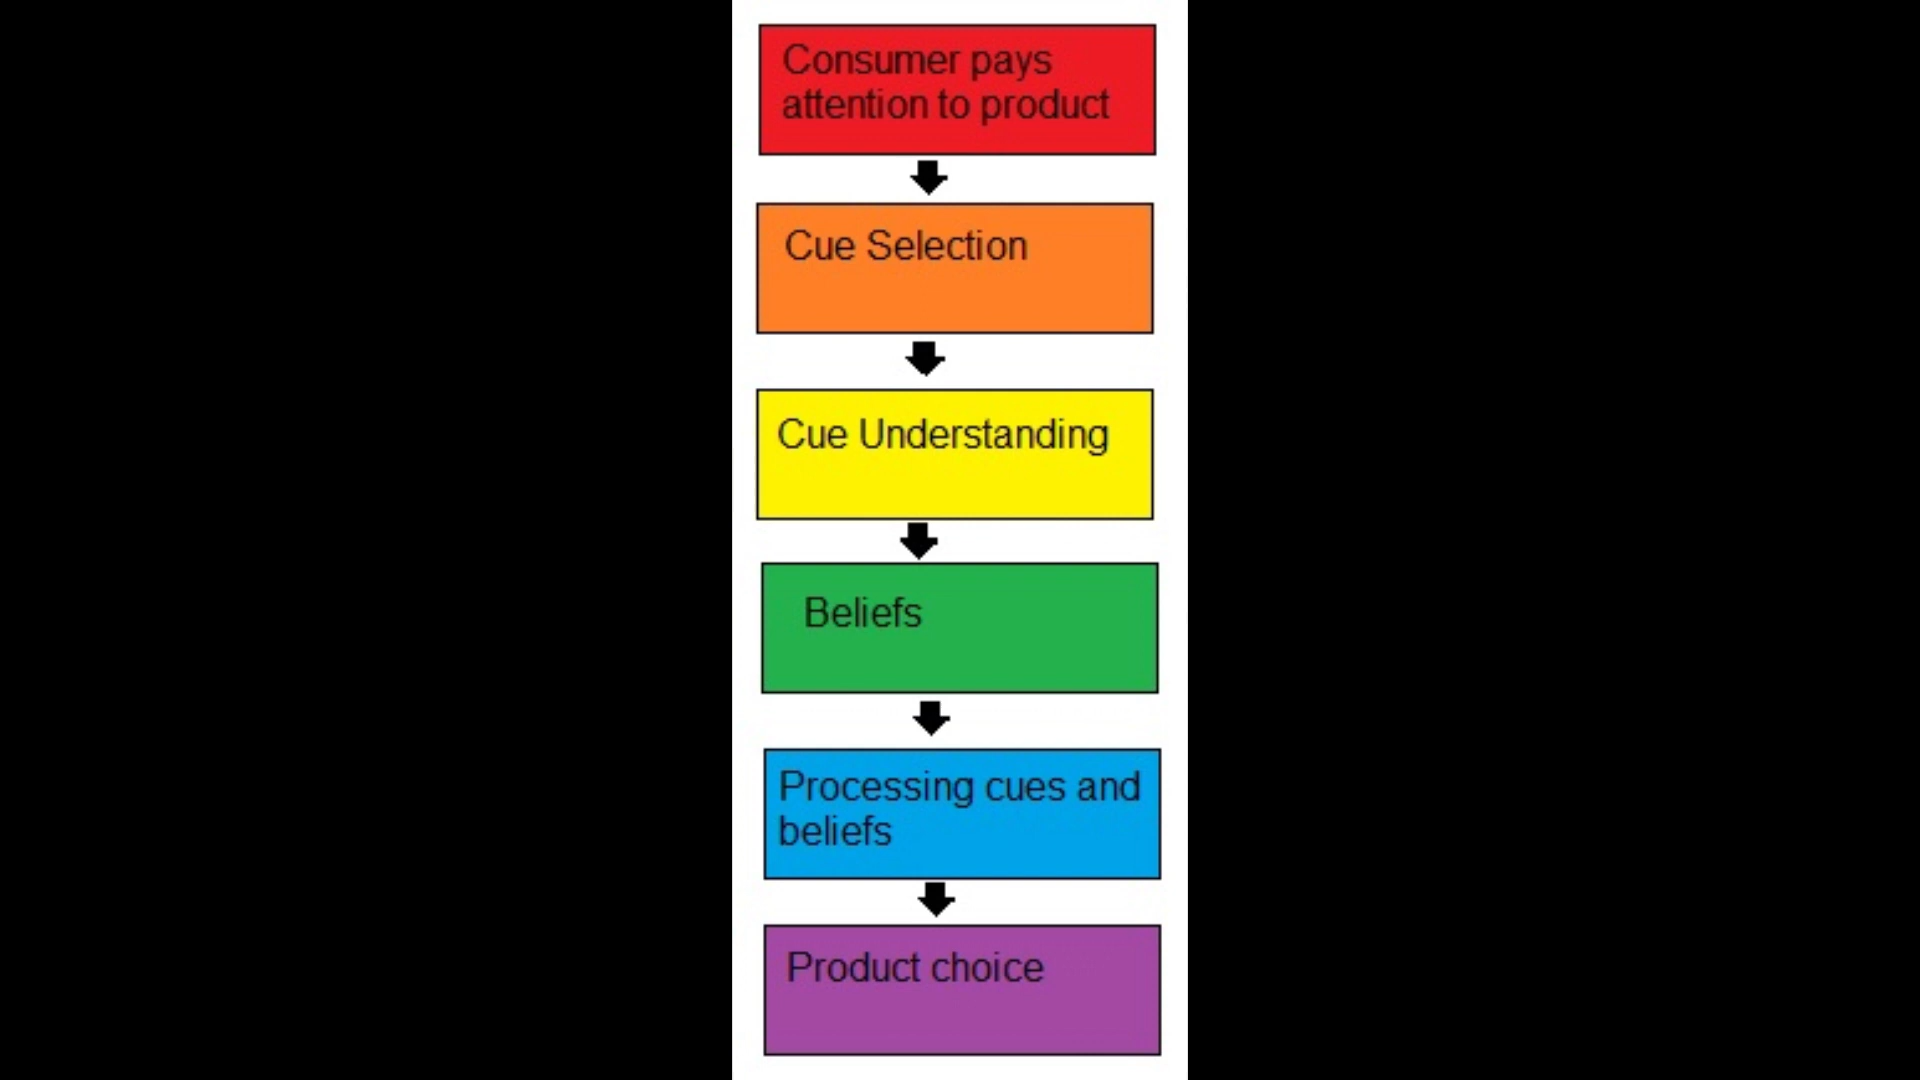 Consumer pays
attention to product
Cue Selection
Cue Understanding
Beliefs
Processing cues and
beliefs
Product choice